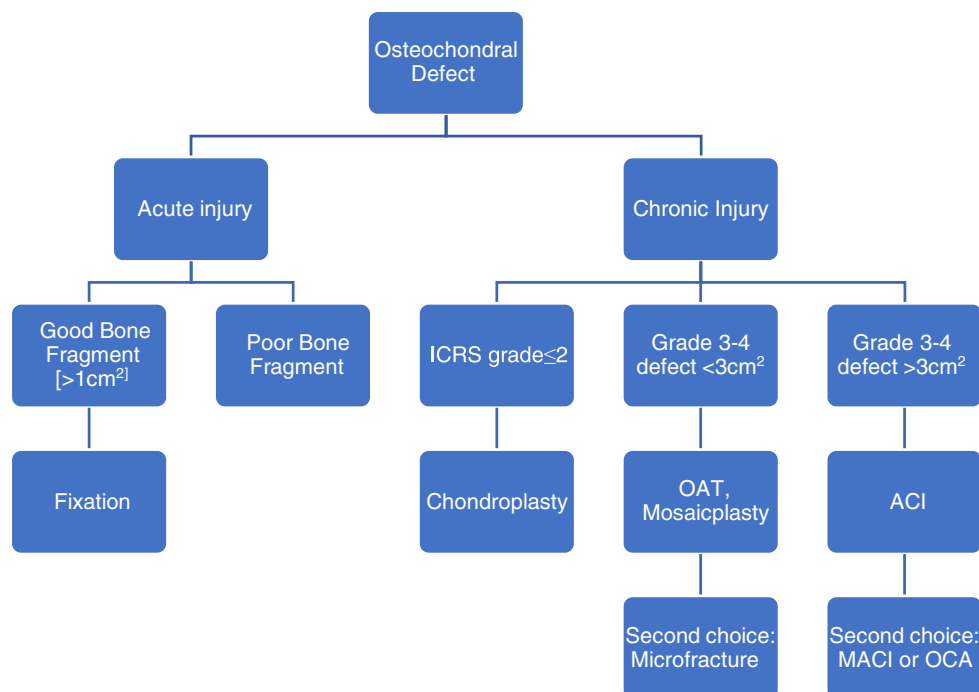 Osteochondral
Defect
Acute injury
Chronic Injury
Good Bone
Fragment
[>1cm²]
Poor Bone
Fragment
ICRS grade≤2
Grade 3-4
defect <3cm²
Grade 3-4
defect >3cm²
Fixation
Chondroplasty
OAT,
Mosaicplasty
ACI
Second choice:
Microfracture
Second choice:
MACI or OCA